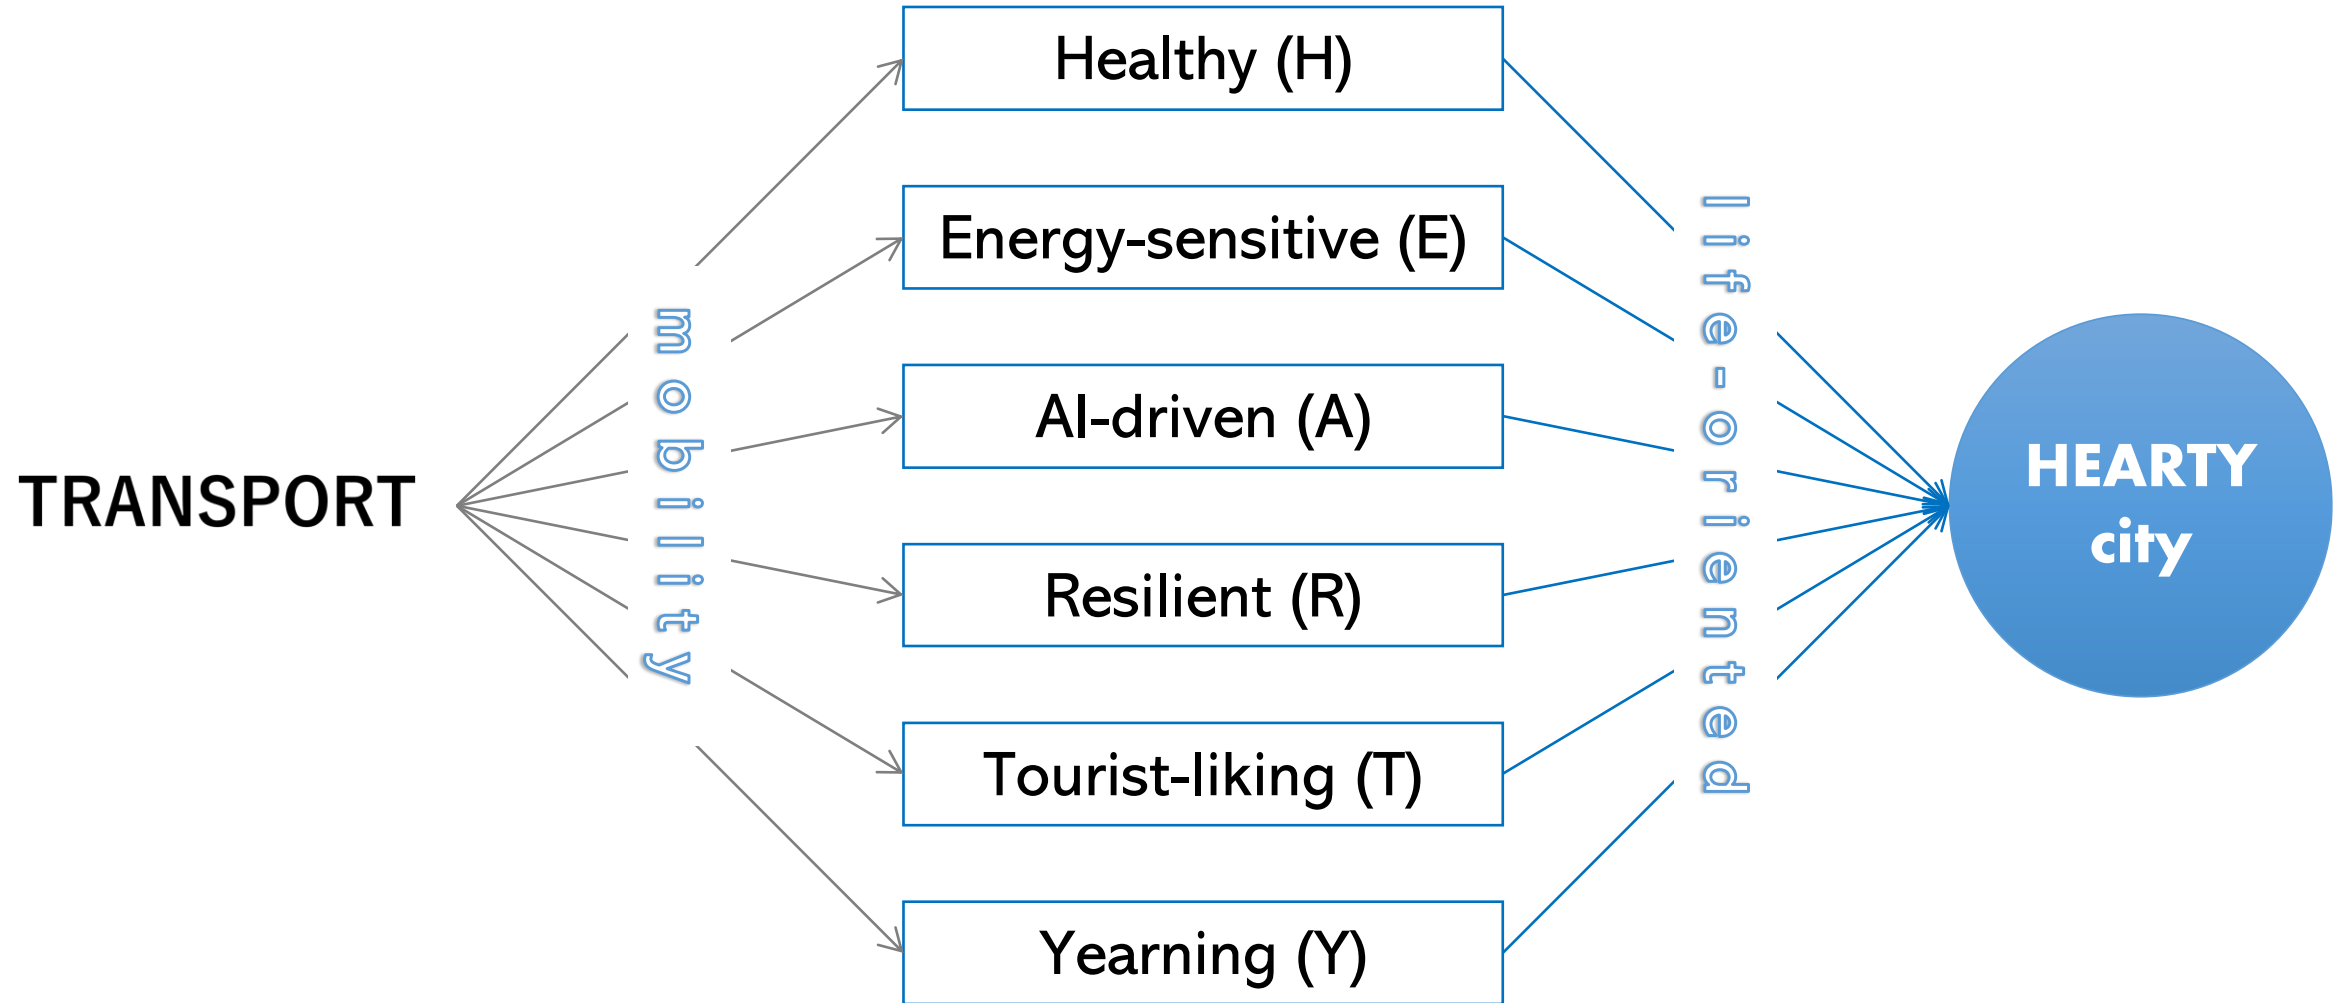 TRANSPORT
mobility
Healthy (H)
Energy-sensitive (E)
AI-driven (A)
Resilient (R)
Tourist-liking (T)
Yearning (Y)
life-oriented
HEARTY
city